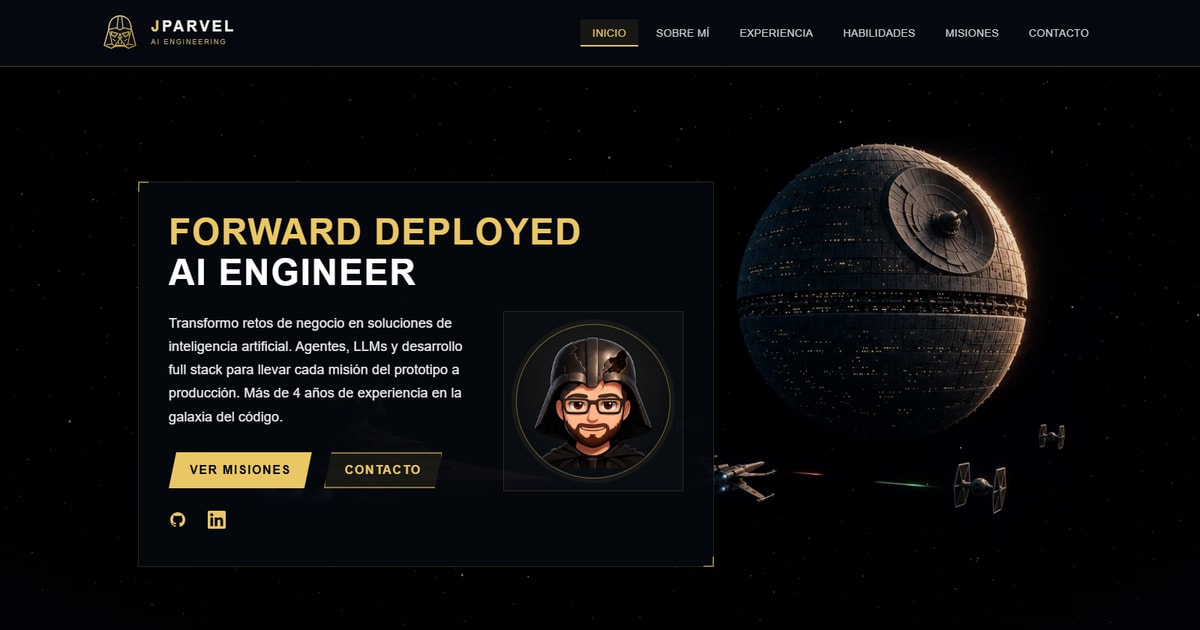 JPARVEL
AI ENGINEERING
INICIO
SOBRE MÍ
EXPERIENCIA
HABILIDADES
MISIONES
CONTACTO
FORWARD DEPLOYED
AI ENGINEER
Transformo retos de negocio en soluciones de
inteligencia artificial. Agentes, LLMs y desarrollo
full stack para llevar cada misión del prototipo a
producción. Más de 4 años de experiencia en la
galaxia del código.
VER MISIONES
CONTACTO
in